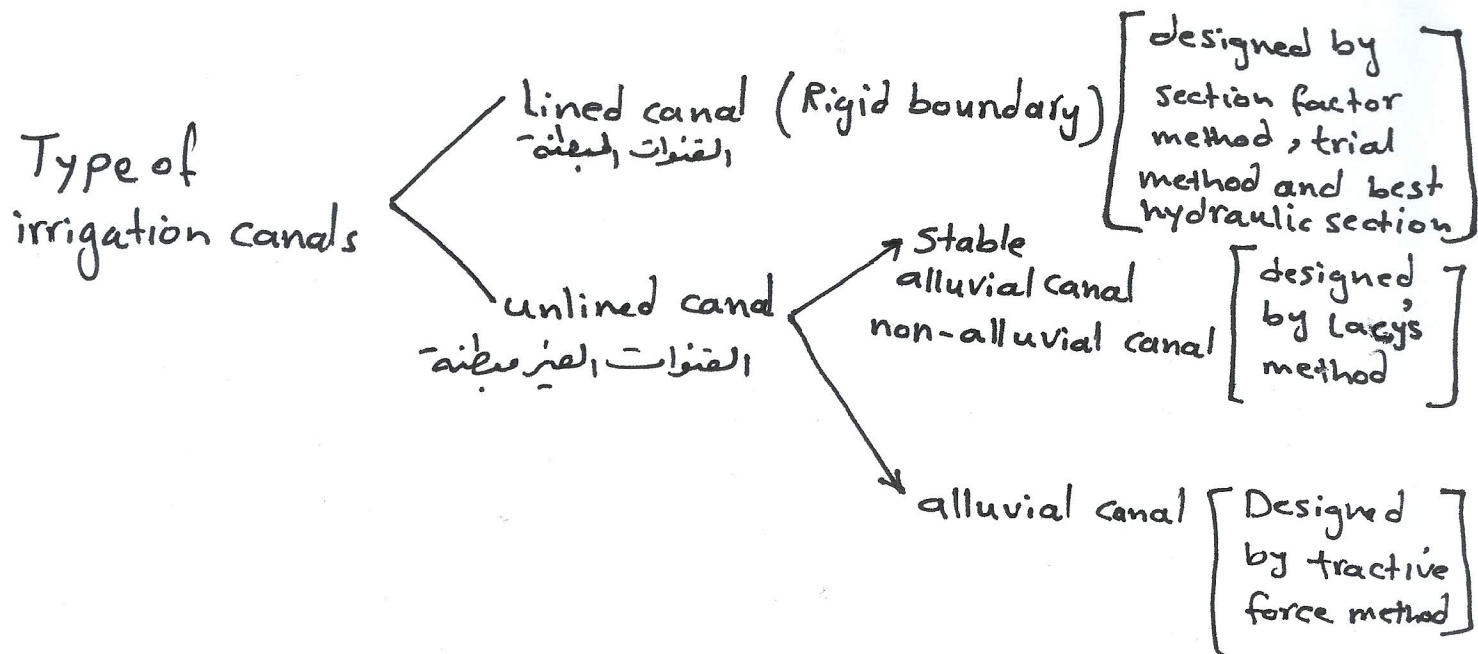 Type of
irrigation canals
lined canal (Rigid boundary)
القنوات المبطنة
designed by
section factor
method, trial
method and best
hydraulic section
unlined canal
القنوات الغير مبطنة
Stable
alluvial canal
non-alluvial canal
designed
by Lacey's
method
alluvial canal
Designed
by tractive
force method